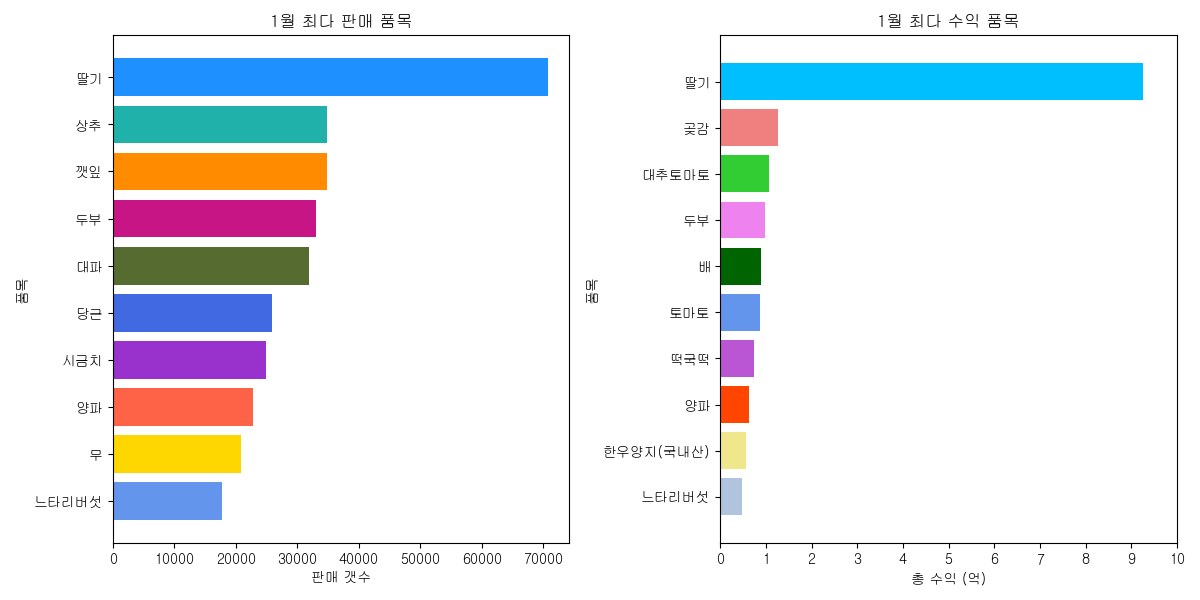 1월 최다 판매 품목
품목
딸기
상추
깻잎
두부
대파
당근
시금치
양파
무
느타리버섯
0 10000 20000 30000 40000 50000 60000 70000
판매 갯수
1월 최다 수익 품목
품목
딸기
곶감
대추토마토
두부
배
토마토
떡국떡
양파
한우양지(국내산)
느타리버섯
0 1 2 3 4 5 6 7 8 9 10
총 수익 (억)